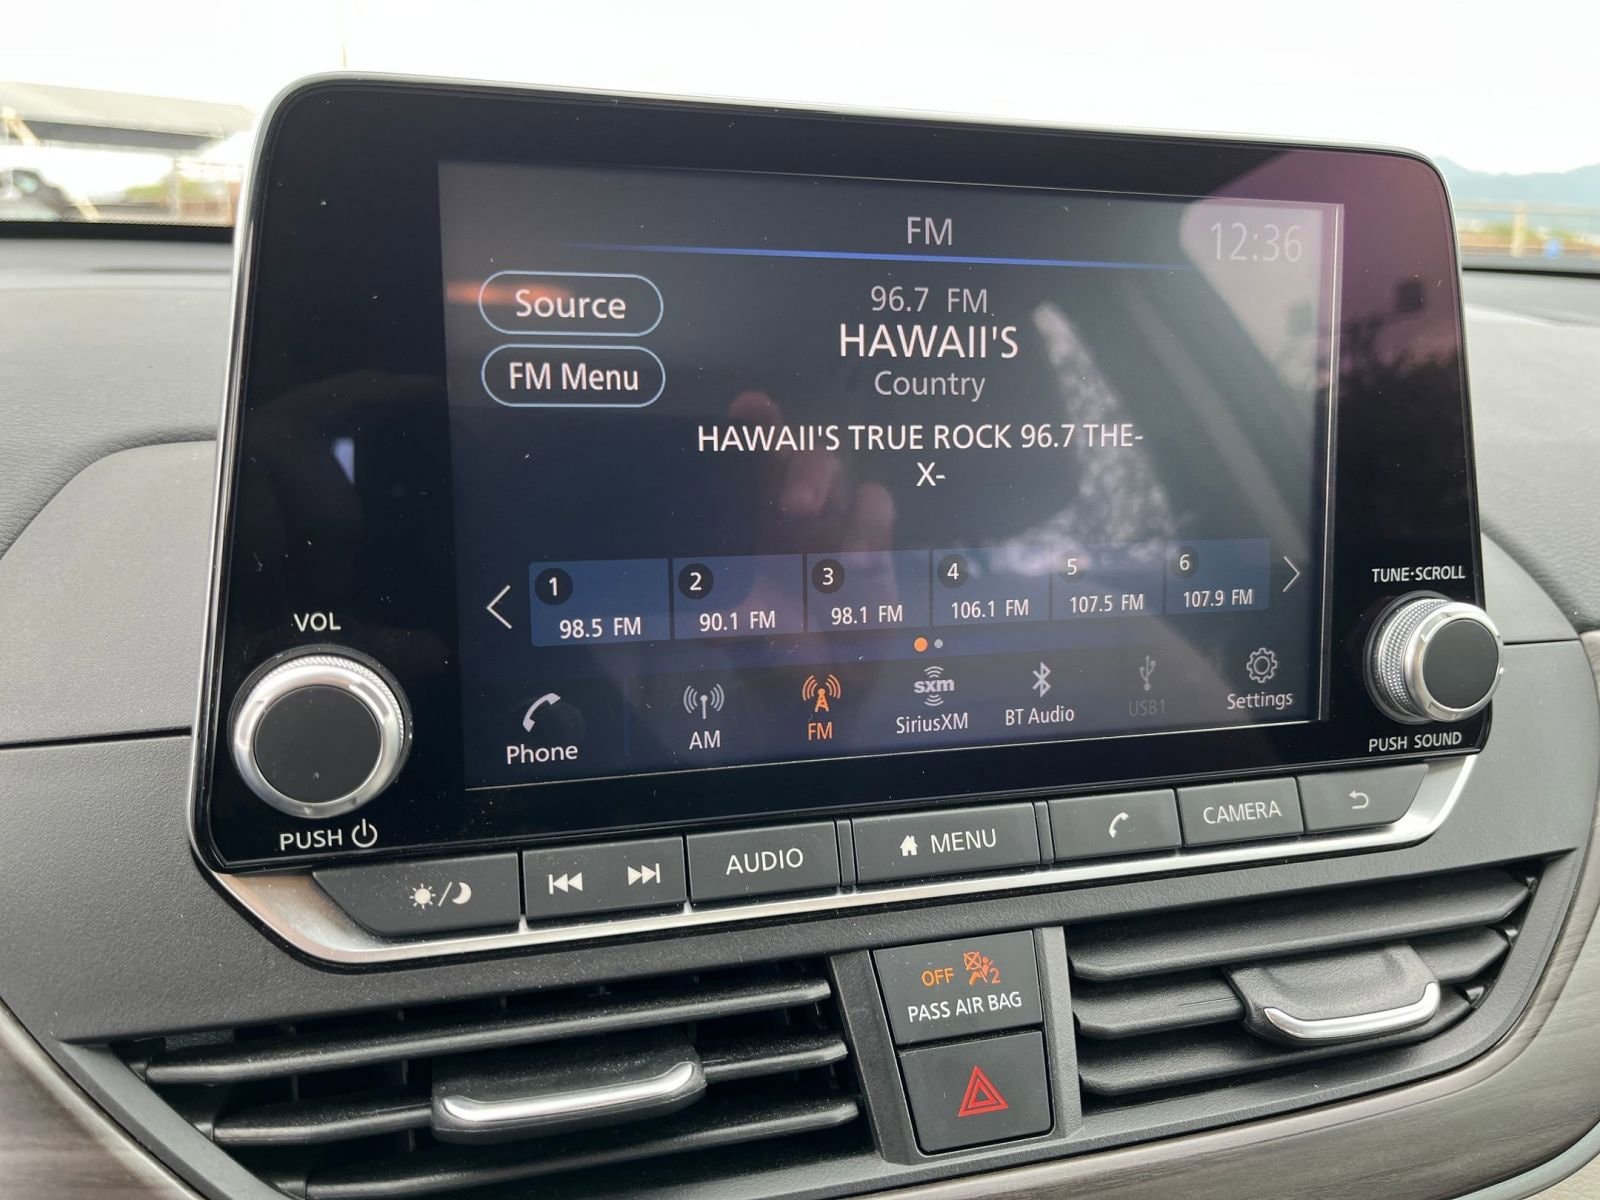 FM
12:36
Source
96.7 FM
HAWAII'S
FM Menu
Country
HAWAII'S TRUE ROCK 96.7 THE-
X-
1 2 3 4 5 6
98.5 FM 90.1 FM 98.1 FM 106.1 FM 107.5 FM 107.9 FM
sxm
Phone AM FM SiriusXM BT Audio USB1 Settings
VOL
PUSH
TUNE·SCROLL
PUSH SOUND
AUDIO MENU CAMERA
OFF 2
PASS AIR BAG